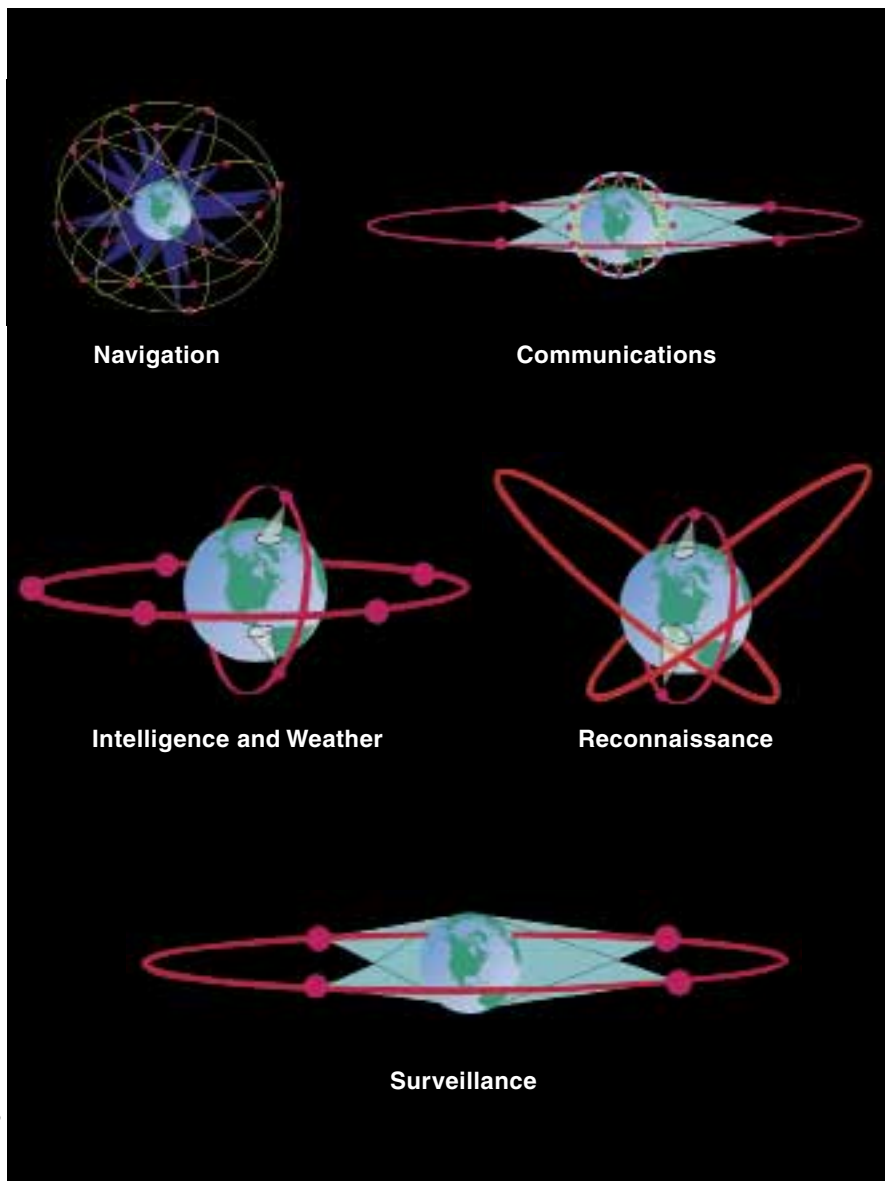 Navigation
Communications
Intelligence and Weather
Reconnaissance
Surveillance